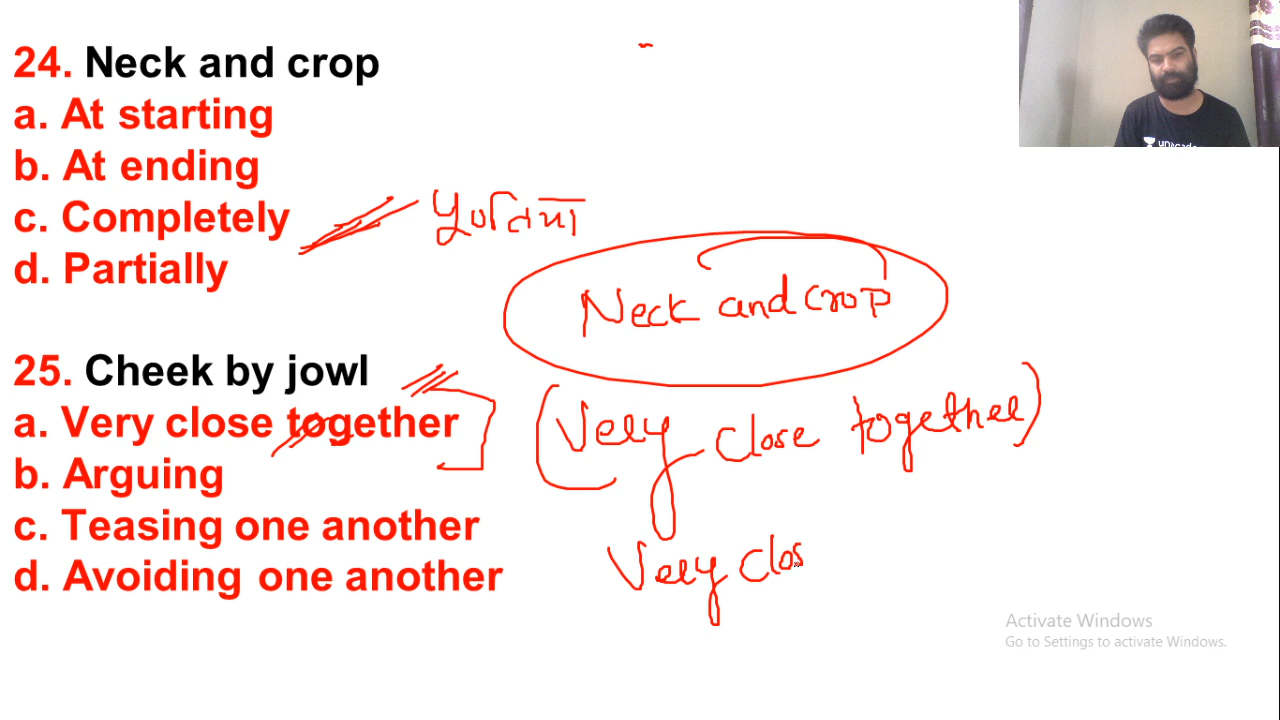 24. Neck and crop
a. At starting
b. At ending
c. Completely
d. Partially
पूर्णतया
Neck and crop
25. Cheek by jowl
a. Very close together
b. Arguing
c. Teasing one another
d. Avoiding one another
(Very close together)
Very clos
Activate Windows
Go to Settings to activate Windows.